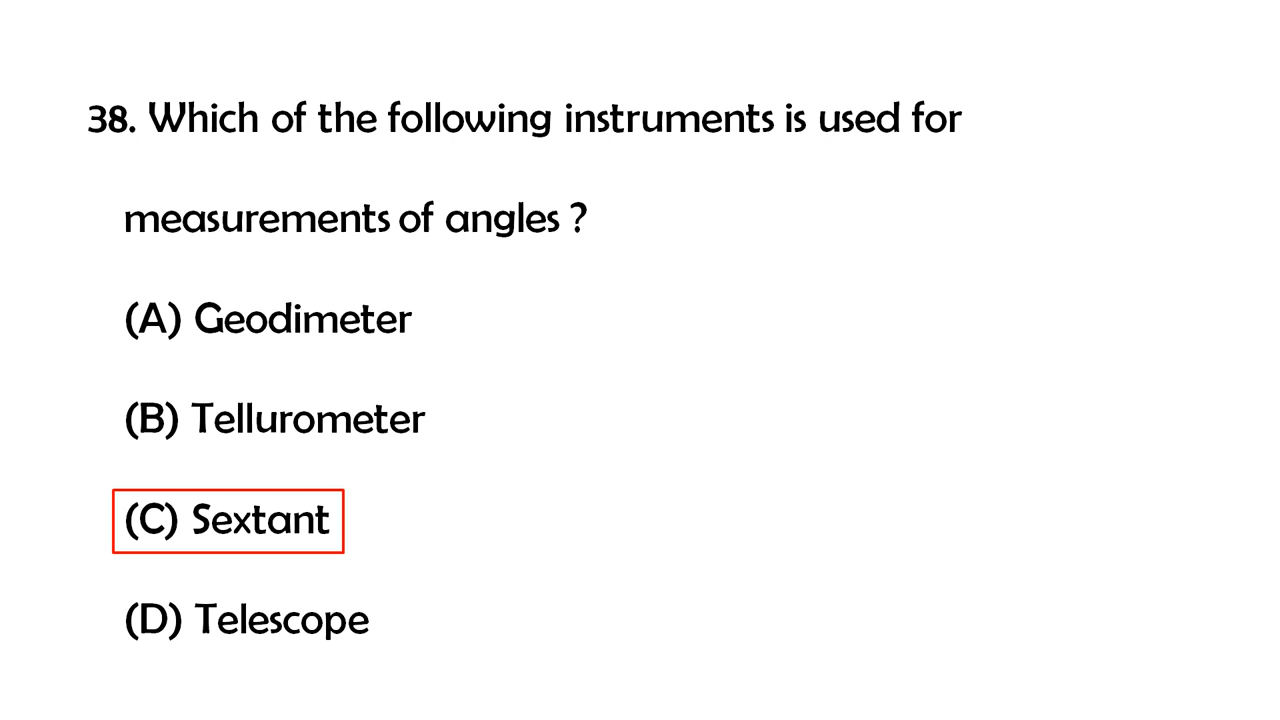 38. Which of the following instruments is used for
measurements of angles ?
(A) Geodimeter
(B) Tellurometer
(C) Sextant
(D) Telescope